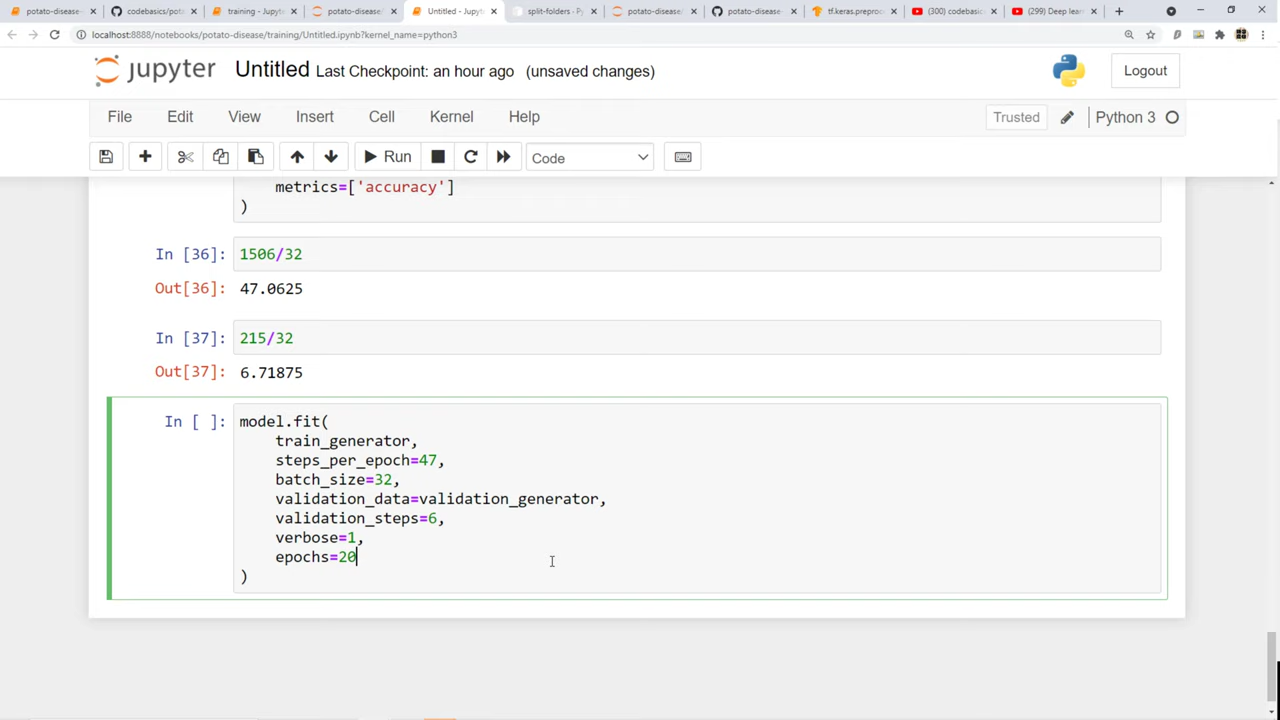 potato-disease
codebasics/pota
training - Jupyte
potato-disease/
Untitled - Jupyt
split-folders · Py
potato-disease
potato-disease
tf.keras.preproc
(300) codebasic
(299) Deep lear
localhost:8888/notebooks/potato-disease/training/Untitled.ipynb?kernel_name=python3
jupyter Untitled Last Checkpoint: an hour ago (unsaved changes)
Logout
File Edit View Insert Cell Kernel Help
Trusted Python 3
Run Code
metrics=['accuracy']
)
In [36]: 1506/32
Out[36]: 47.0625
In [37]: 215/32
Out[37]: 6.71875
In [ ]: model.fit(
train_generator,
steps_per_epoch=47,
batch_size=32,
validation_data=validation_generator,
validation_steps=6,
verbose=1,
epochs=20
)